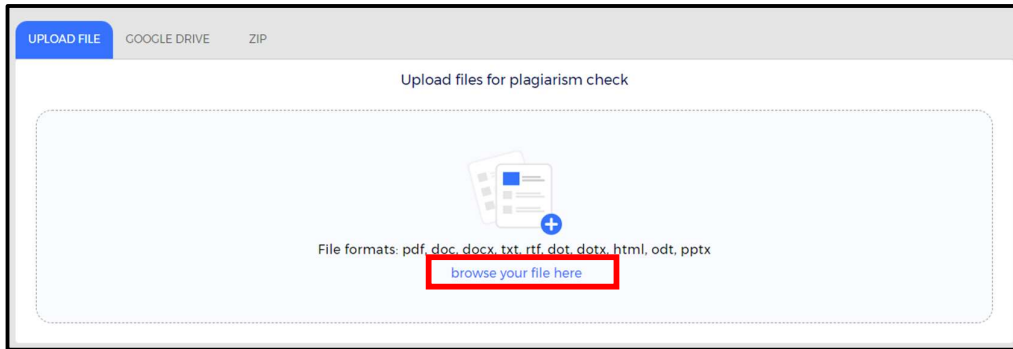 UPLOAD FILE GOOGLE DRIVE ZIP
Upload files for plagiarism check
File formats: pdf, doc, docx, txt, rtf, dot, dotx, html, odt, pptx
browse your file here